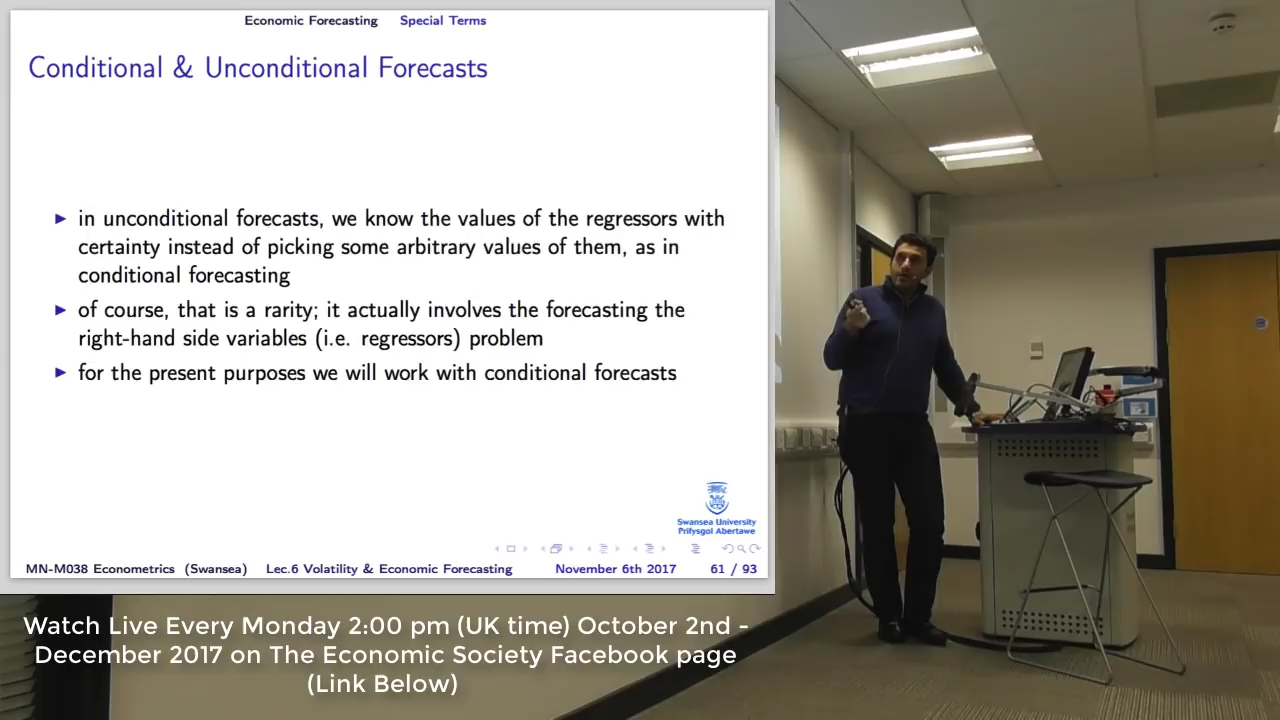 Economic Forecasting Special Terms
Conditional & Unconditional Forecasts
in unconditional forecasts, we know the values of the regressors with
certainty instead of picking some arbitrary values of them, as in
conditional forecasting
of course, that is a rarity; it actually involves the forecasting the
right-hand side variables (i.e. regressors) problem
for the present purposes we will work with conditional forecasts
Swansea University
Prifysgol Abertawe
MN-M038 Econometrics (Swansea) Lec.6 Volatility & Economic Forecasting November 6th 2017 61 / 93
Watch Live Every Monday 2:00 pm (UK time) October 2nd -
December 2017 on The Economic Society Facebook page
(Link Below)